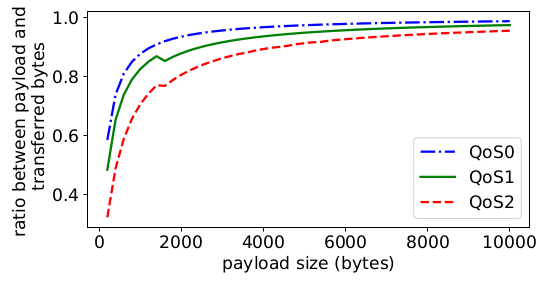 ratio between payload and
transferred bytes
1.0
0.8
0.6
0.4
QoS0
QoS1
QoS2
0 2000 4000 6000 8000 10000
payload size (bytes)